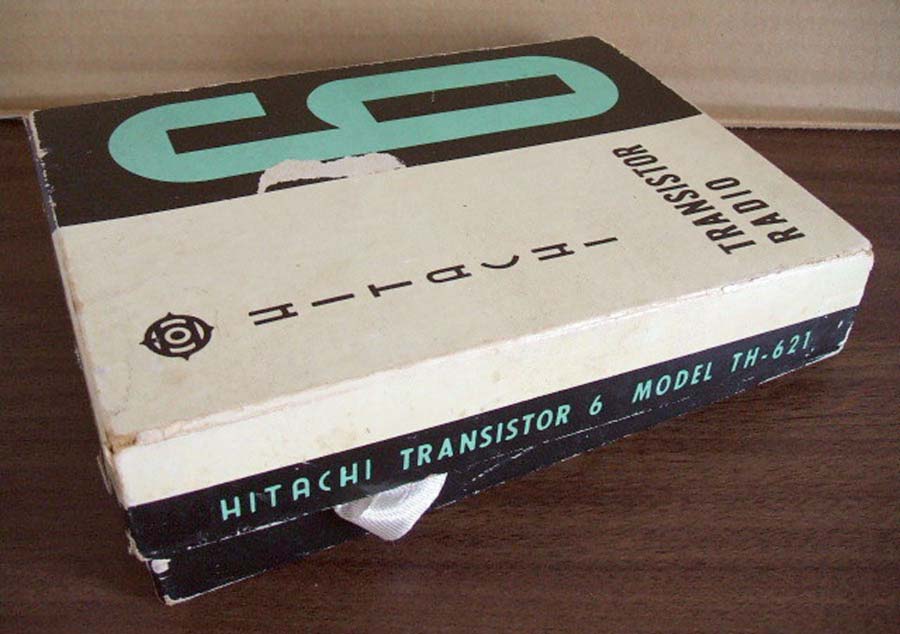 6
TRANSISTOR
RADIO
HITACHI
HITACHI TRANSISTOR 6 MODEL TH-621